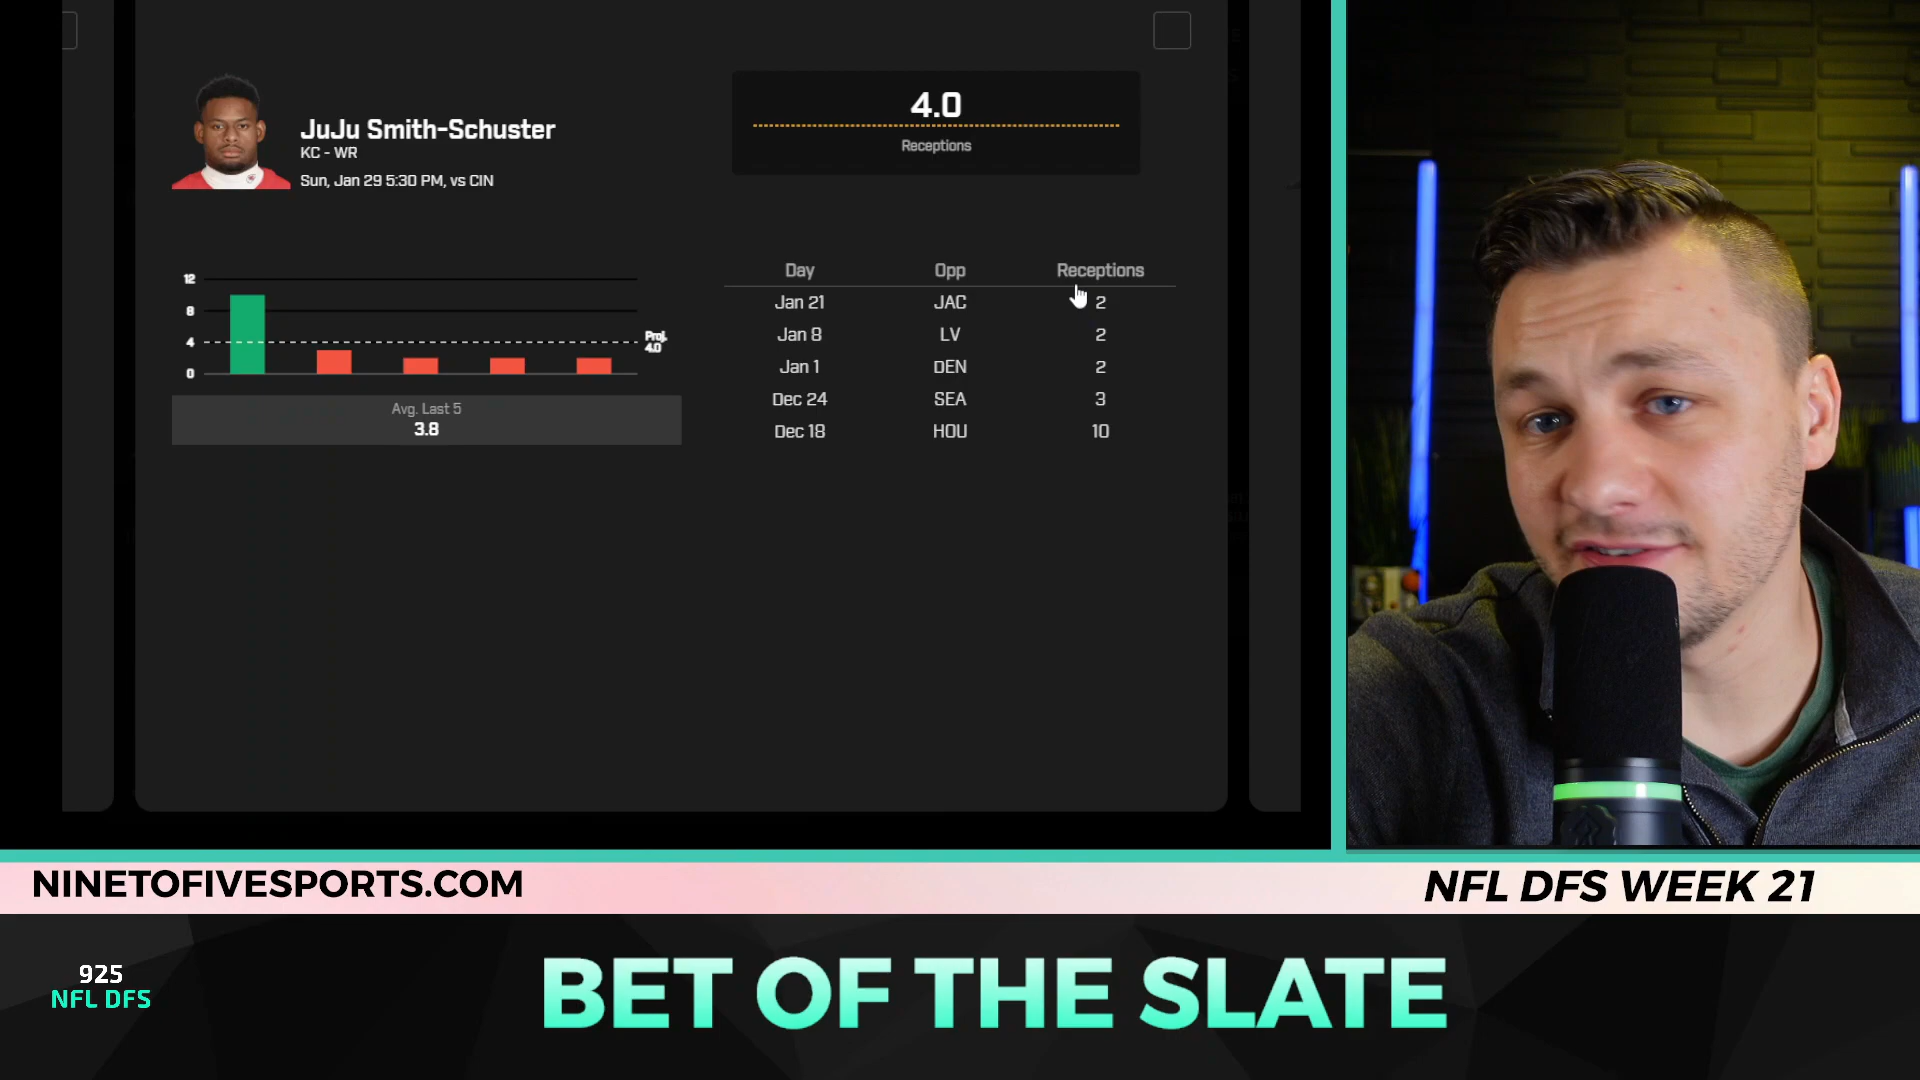 JuJu Smith-Schuster
KC - WR
Sun, Jan 29 5:30 PM, vs CIN
4.0
Receptions
12
8
4
0
Proj.
4.0
Avg. Last 5
3.8
Day Opp Receptions
Jan 21 JAC 2
Jan 8 LV 2
Jan 1 DEN 2
Dec 24 SEA 3
Dec 18 HOU 10
NINETOFIVESPORTS.COM
NFL DFS WEEK 21
925
NFL DFS
BET OF THE SLATE